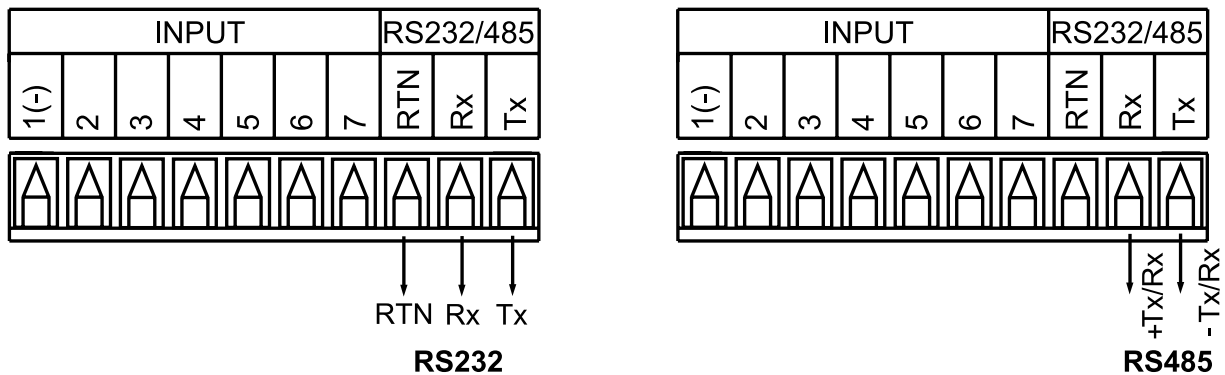 INPUT RS232/485
1(-) 2 3 4 5 6 7 RTN Rx Tx
RTN Rx Tx
RS232
INPUT RS232/485
1(-) 2 3 4 5 6 7 RTN Rx Tx
+Tx/Rx
- Tx/Rx
RS485